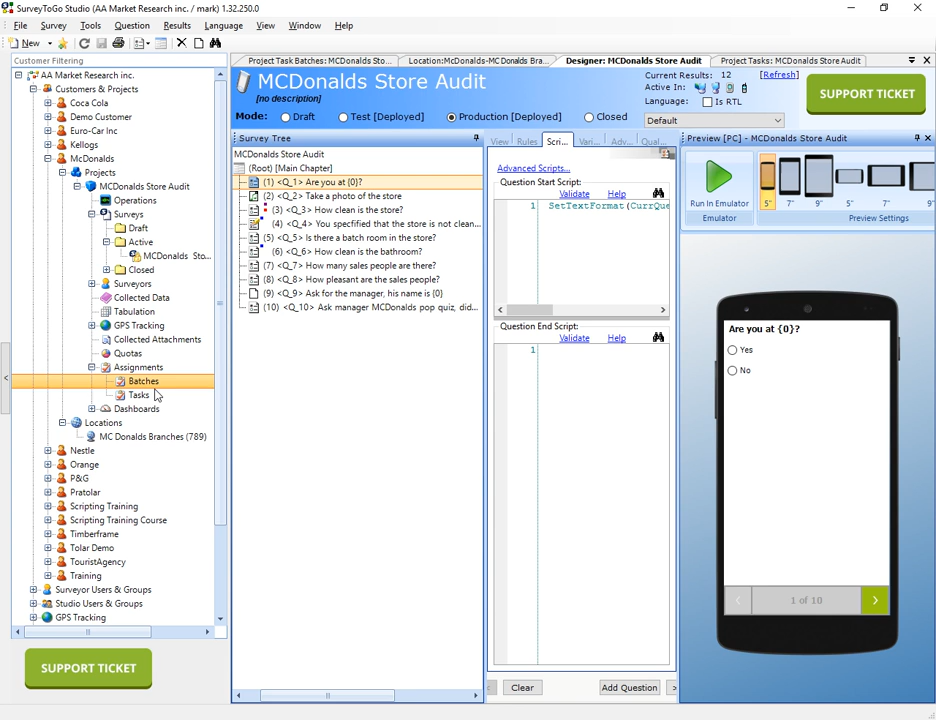 SurveyToGo Studio (AA Market Research inc. / mark) 1.32.250.0
File Survey Tools Question Results Language View Window Help
New
Customer Filtering
AA Market Research inc.
Customers & Projects
Coca Cola
Demo Customer
Euro-Car Inc
Kellogs
McDonalds
Projects
MCDonalds Store Audit
Operations
Surveys
Draft
Active
MCDonalds Sto...
Closed
Surveyors
Collected Data
Tabulation
GPS Tracking
Collected Attachments
Quotas
Assignments
Batches
Tasks
Dashboards
Locations
MC Donalds Branches (789)
Nestle
Orange
P&G
Pratolar
Scripting Training
Scripting Training Course
Timberframe
Tolar Demo
TouristAgency
Training
Surveyor Users & Groups
Studio Users & Groups
GPS Tracking
SUPPORT TICKET
Project Task Batches: MCDonalds Sto... Location:McDonalds-MC Donalds Bra... Designer: MCDonalds Store Audit Project Tasks: MCDonalds Store Audit
MCDonalds Store Audit
[no description]
Mode: Draft Test [Deployed] Production [Deployed] Closed
Current Results: 12 [Refresh]
Active In:
Language: Is RTL
Default
SUPPORT TICKET
Survey Tree
MCDonalds Store Audit
(Root) [Main Chapter]
(1) <Q_1> Are you at {0}?
(2) <Q_2> Take a photo of the store
(3) <Q_3> How clean is the store?
(4) <Q_4> You specfified that the store is not clean...
(5) <Q_5> Is there a batch room in the store?
(6) <Q_6> How clean is the bathroom?
(7) <Q_7> How many sales people are there?
(8) <Q_8> How pleasant are the sales people?
(9) <Q_9> Ask for the manager, his name is {0}
(10) <Q_10> Ask manager MCDonalds pop quiz, did...
View Rules Scri... Vari... Adv... Qual...
Advanced Scripts...
Question Start Script:
Validate Help
1 SetTextFormat(CurrQue
Question End Script:
Validate Help
1
Clear Add Question >
Preview [PC] - MCDonalds Store Audit
Run In Emulator
5" 7" 9" 5" 7" 9"
Emulator Preview Settings
Are you at {0}?
Yes
No
< 1 of 10 >